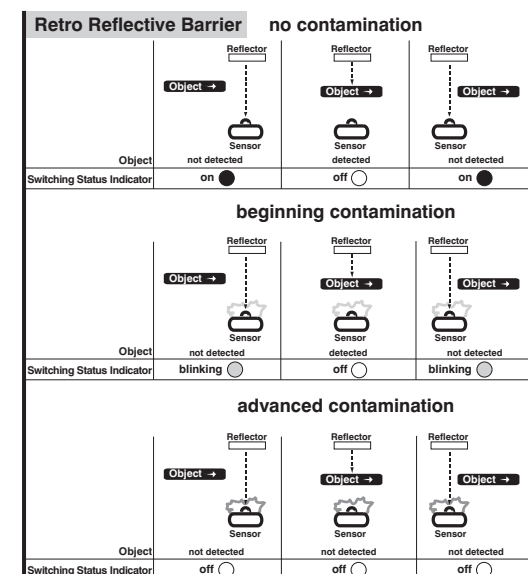 Retro Reflective Barrier no contamination
Reflector Reflector Reflector
Object → Object → Object →
Sensor Sensor Sensor
Object not detected detected not detected
Switching Status Indicator on off on
beginning contamination
Reflector Reflector Reflector
Object → Object → Object →
Sensor Sensor Sensor
Object not detected detected not detected
Switching Status Indicator blinking off blinking
advanced contamination
Reflector Reflector Reflector
Object → Object → Object →
Sensor Sensor Sensor
Object not detected not detected not detected
Switching Status Indicator off off off